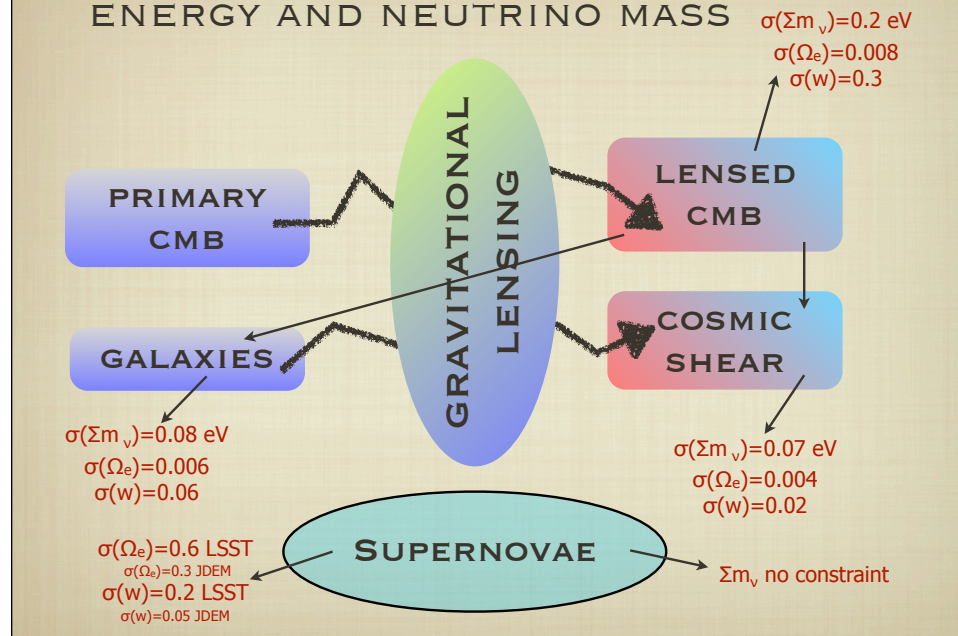 ENERGY AND NEUTRINO MASS
σ(Σm ν)=0.2 eV
σ(Ωe)=0.008
σ(w)=0.3
PRIMARY
CMB
GRAVITATIONAL
LENSING
LENSED
CMB
GALAXIES
COSMIC
SHEAR
σ(Σm ν)=0.08 eV
σ(Ωe)=0.006
σ(w)=0.06
σ(Σm ν)=0.07 eV
σ(Ωe)=0.004
σ(w)=0.02
σ(Ωe)=0.6 LSST
σ(Ωe)=0.3 JDEM
σ(w)=0.2 LSST
σ(w)=0.05 JDEM
SUPERNOVAE
Σmν no constraint